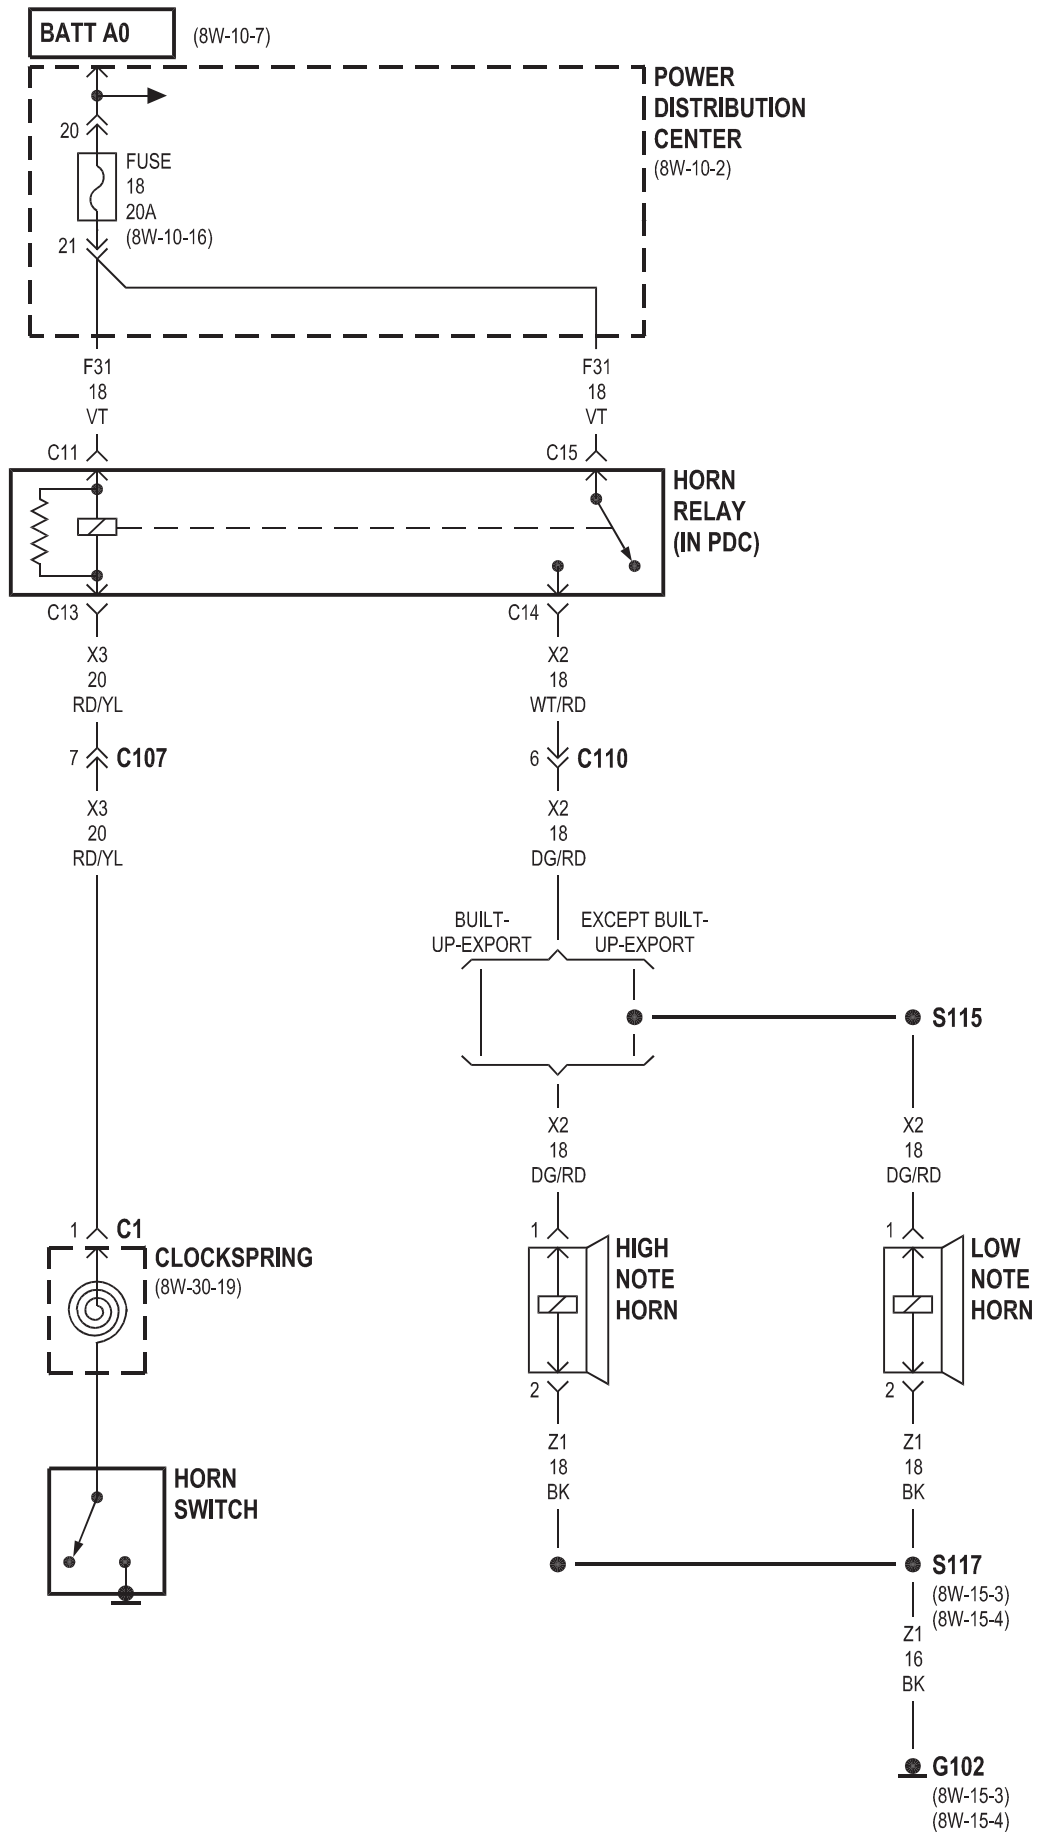 BATT A0
(8W-10-7)
POWER
DISTRIBUTION
CENTER
(8W-10-2)
20
FUSE
18
20A
(8W-10-16)
21
F31
18
VT
F31
18
VT
C11
C15
HORN
RELAY
(IN PDC)
C13
C14
X3
20
RD/YL
X2
18
WT/RD
7
C107
6
C110
X3
20
RD/YL
X2
18
DG/RD
BUILT-
UP-EXPORT
EXCEPT BUILT-
UP-EXPORT
S115
X2
18
DG/RD
X2
18
DG/RD
1
C1
CLOCKSPRING
(8W-30-19)
1
HIGH
NOTE
HORN
1
LOW
NOTE
HORN
2
2
Z1
18
BK
Z1
18
BK
HORN
SWITCH
S117
(8W-15-3)
(8W-15-4)
Z1
16
BK
G102
(8W-15-3)
(8W-15-4)